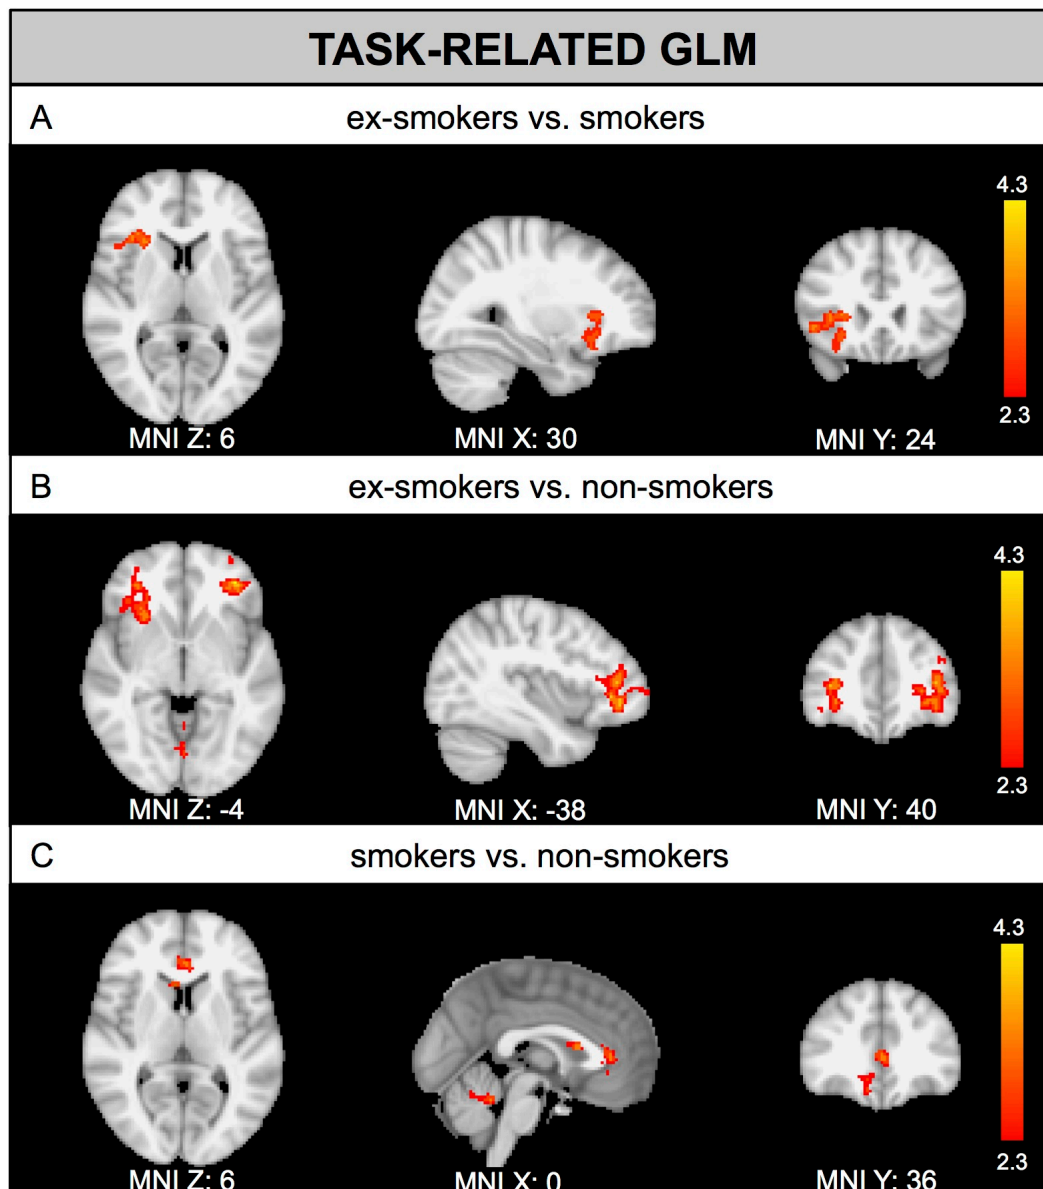 TASK-RELATED GLM
A ex-smokers vs. smokers
4.3
2.3
MNI Z: 6 MNI X: 30 MNI Y: 24
B ex-smokers vs. non-smokers
4.3
2.3
MNI Z: -4 MNI X: -38 MNI Y: 40
C smokers vs. non-smokers
4.3
2.3
MNI Z: 6 MNI X: 0 MNI Y: 36